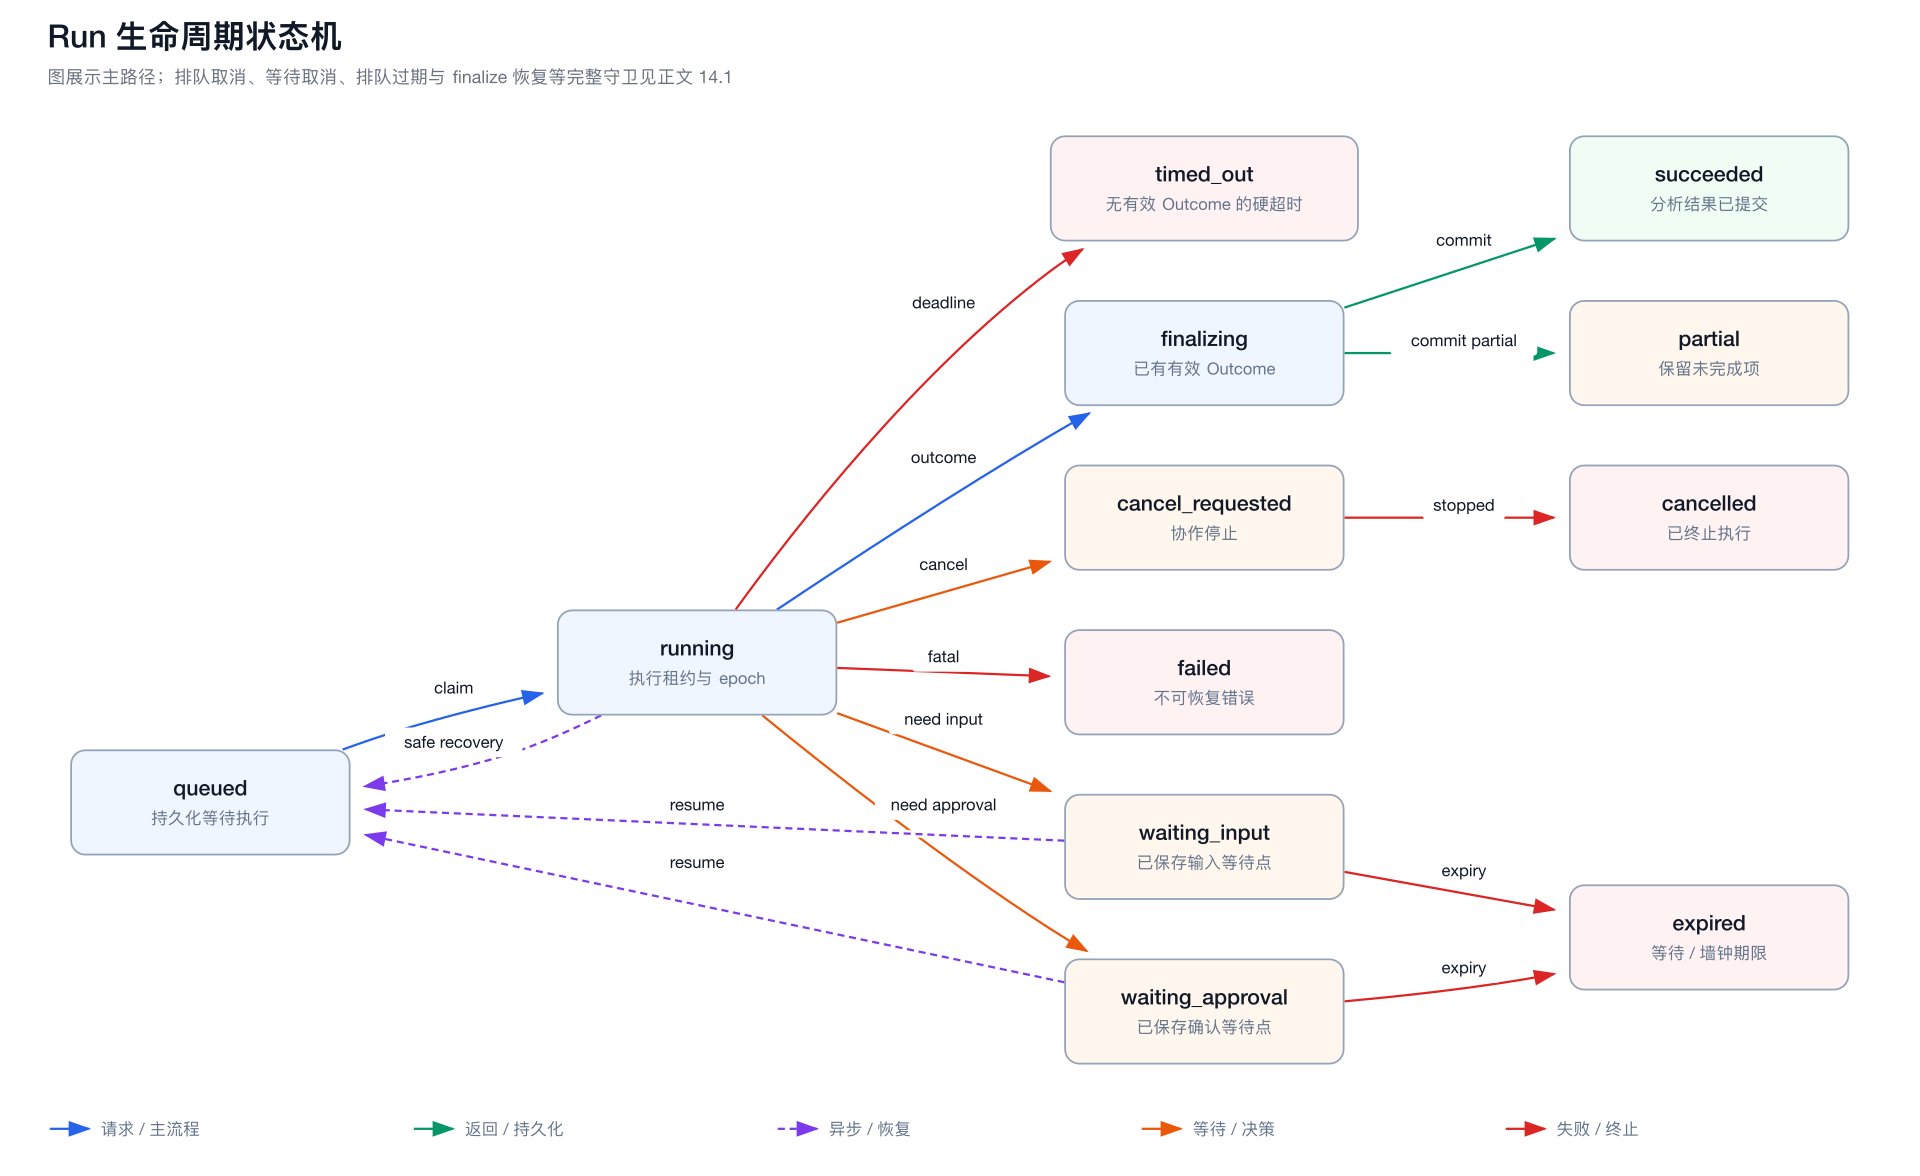 Run 生命周期状态机
图展示主路径；排队取消、等待取消、排队过期与 finalize 恢复等完整守卫见正文 14.1
timed_out
无有效 Outcome 的硬超时
succeeded
分析结果已提交
commit
deadline
finalizing
已有有效 Outcome
commit partial
partial
保留未完成项
outcome
cancel_requested
协作停止
stopped
cancelled
已终止执行
cancel
running
执行租约与 epoch
fatal
failed
不可恢复错误
claim
need input
safe recovery
queued
持久化等待执行
resume
need approval
waiting_input
已保存输入等待点
resume
expiry
expired
等待 / 墙钟期限
expiry
waiting_approval
已保存确认等待点
请求 / 主流程
返回 / 持久化
异步 / 恢复
等待 / 决策
失败 / 终止